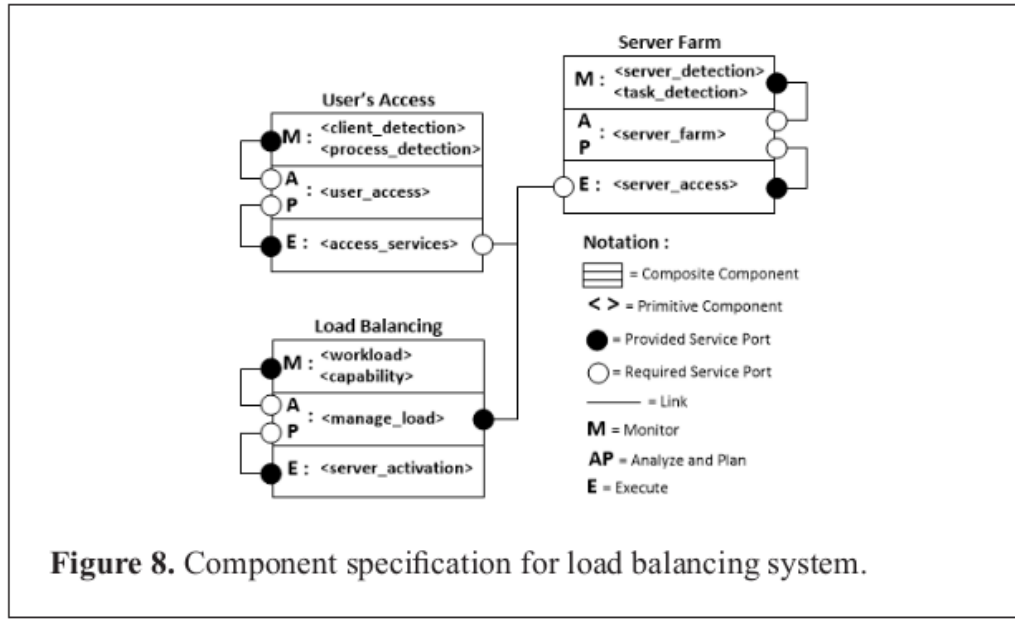 Server Farm
M : <server_detection>
<task_detection>
A
P : <server_farm>
E : <server_access>
User's Access
M : <client_detection>
<process_detection>
A
P : <user_access>
E : <access_services>
Load Balancing
M : <workload>
<capability>
A
P : <manage_load>
E : <server_activation>
Notation :
= Composite Component
< > = Primitive Component
= Provided Service Port
= Required Service Port
= Link
M = Monitor
AP = Analyze and Plan
E = Execute
Figure 8. Component specification for load balancing system.